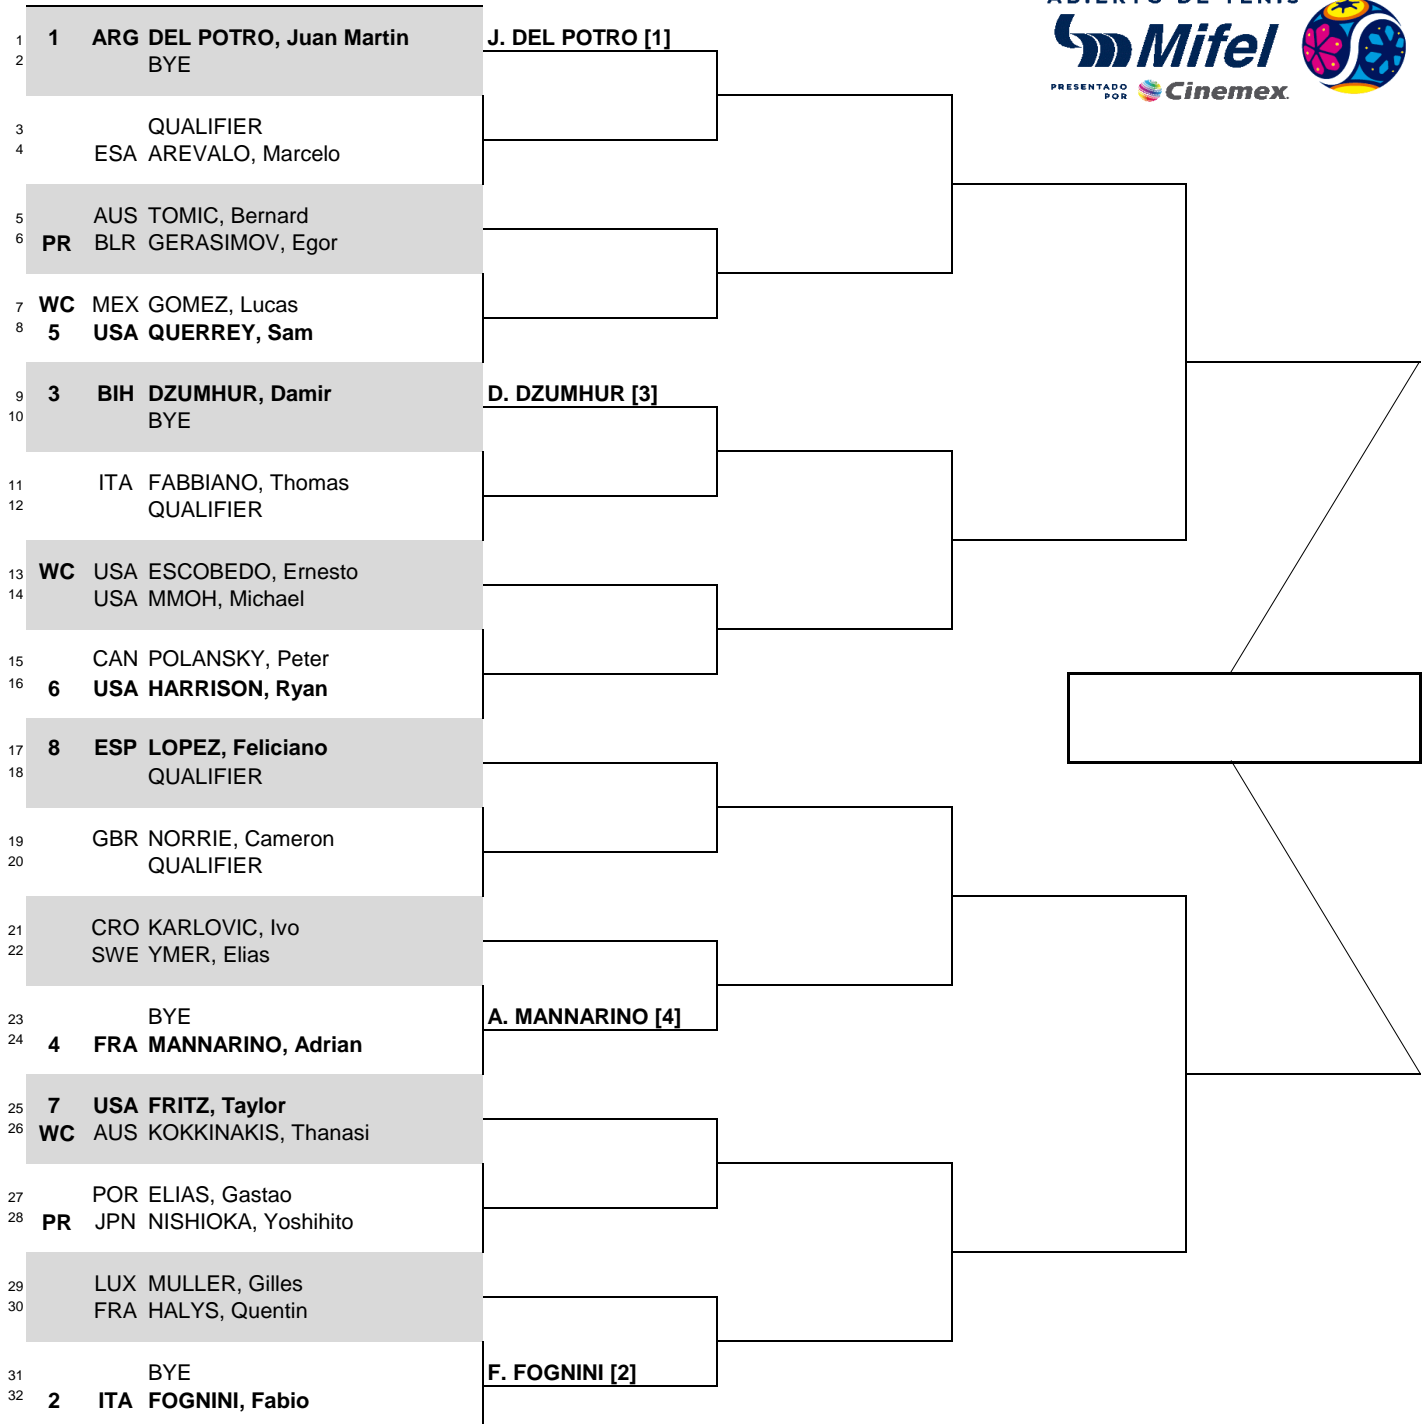 ABIERTO DE TENIS
Mifel
PRESENTADO POR Cinemex
1 1 ARG DEL POTRO, Juan Martin J. DEL POTRO [1]
2 BYE
3 QUALIFIER
4 ESA AREVALO, Marcelo
5 AUS TOMIC, Bernard
6 PR BLR GERASIMOV, Egor
7 WC MEX GOMEZ, Lucas
8 5 USA QUERREY, Sam
9 3 BIH DZUMHUR, Damir D. DZUMHUR [3]
10 BYE
11 ITA FABBIANO, Thomas
12 QUALIFIER
13 WC USA ESCOBEDO, Ernesto
14 USA MMOH, Michael
15 CAN POLANSKY, Peter
16 6 USA HARRISON, Ryan
17 8 ESP LOPEZ, Feliciano
18 QUALIFIER
19 GBR NORRIE, Cameron
20 QUALIFIER
21 CRO KARLOVIC, Ivo
22 SWE YMER, Elias
23 BYE A. MANNARINO [4]
24 4 FRA MANNARINO, Adrian
25 7 USA FRITZ, Taylor
26 WC AUS KOKKINAKIS, Thanasi
27 POR ELIAS, Gastao
28 PR JPN NISHIOKA, Yoshihito
29 LUX MULLER, Gilles
30 FRA HALYS, Quentin
31 BYE F. FOGNINI [2]
32 2 ITA FOGNINI, Fabio